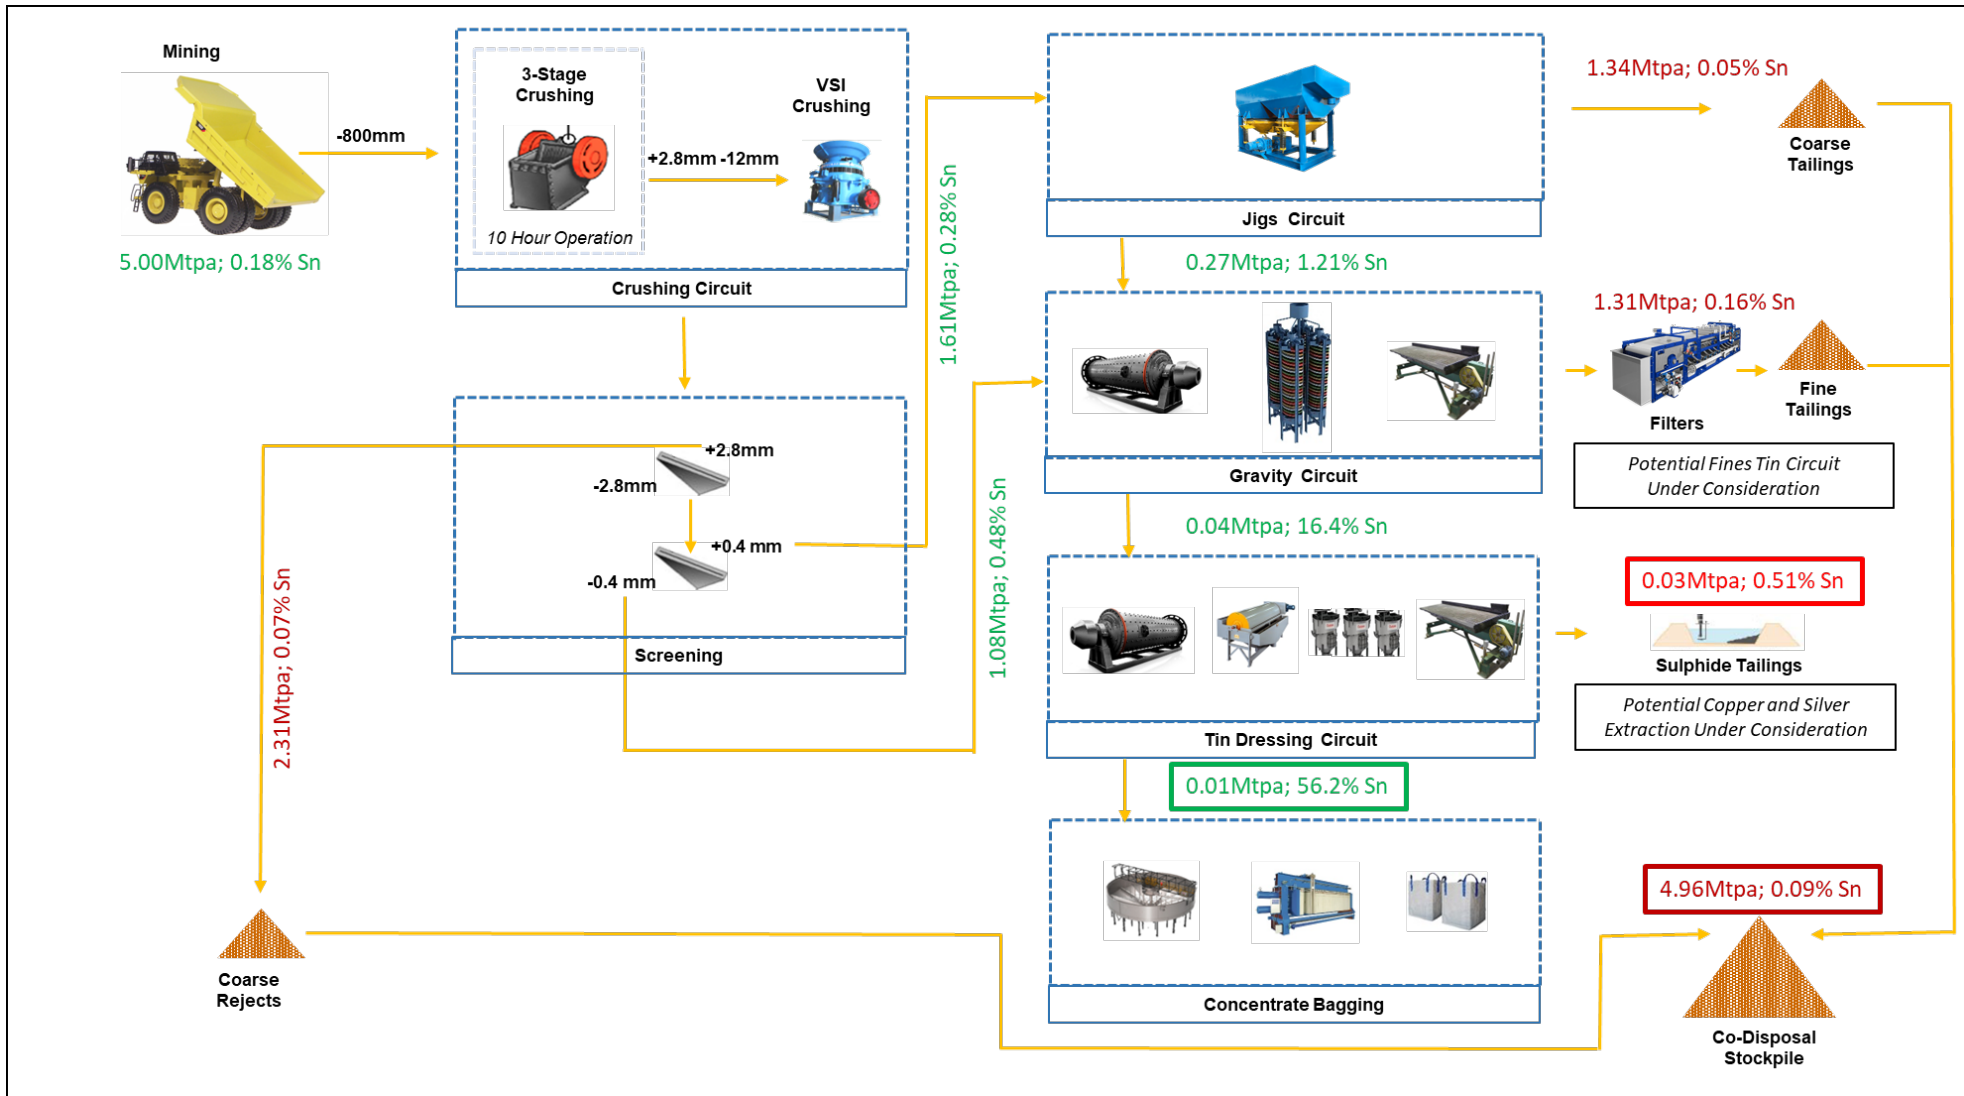 Mining
-800mm
5.00Mtpa; 0.18% Sn
3-Stage
Crushing
10 Hour Operation
+2.8mm -12mm
VSI
Crushing
Crushing Circuit
1.61Mtpa; 0.28% Sn
Jigs Circuit
1.34Mtpa; 0.05% Sn
Coarse
Tailings
0.27Mtpa; 1.21% Sn
Gravity Circuit
1.31Mtpa; 0.16% Sn
Filters
Fine
Tailings
Potential Fines Tin Circuit
Under Consideration
+2.8mm
-2.8mm
+0.4 mm
-0.4 mm
Screening
2.31Mtpa; 0.07% Sn
1.08Mtpa; 0.48% Sn
0.04Mtpa; 16.4% Sn
Tin Dressing Circuit
0.03Mtpa; 0.51% Sn
Sulphide Tailings
Potential Copper and Silver
Extraction Under Consideration
0.01Mtpa; 56.2% Sn
Concentrate Bagging
Coarse
Rejects
4.96Mtpa; 0.09% Sn
Co-Disposal
Stockpile